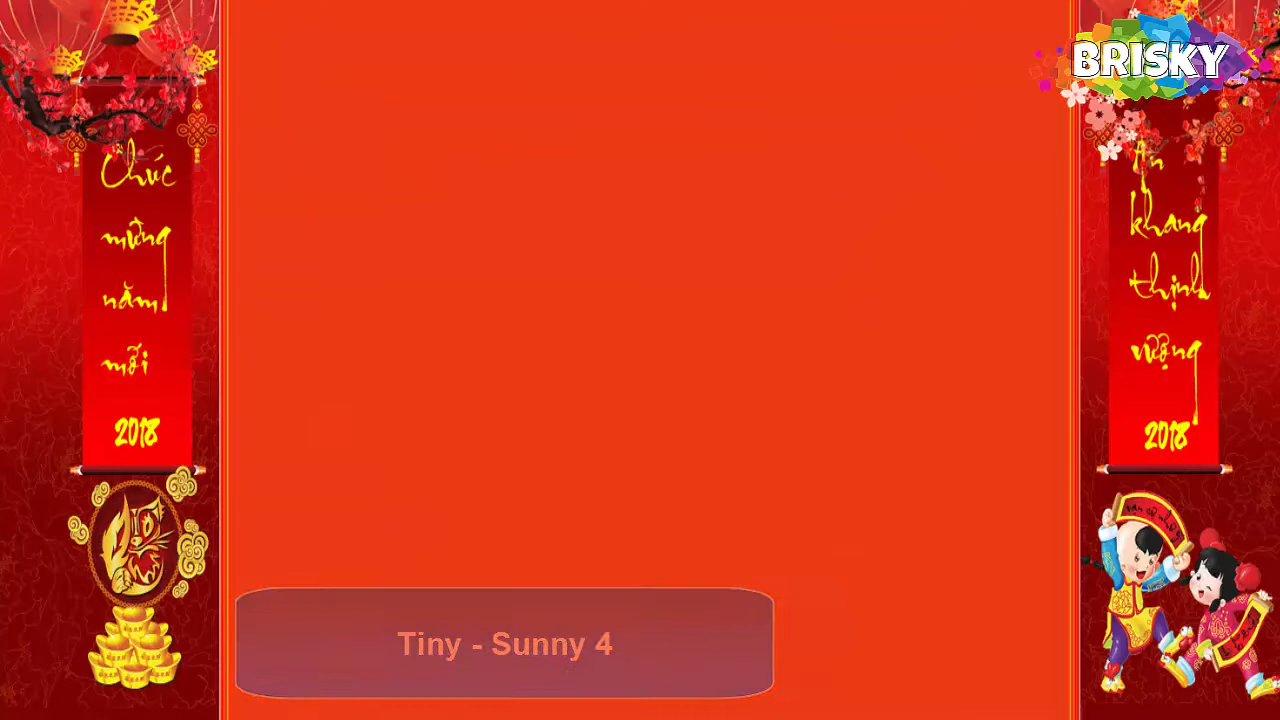 BRISKY
Chúc
mừng
năm
mới
2018
An
khang
thịnh
vượng
2018
Tiny - Sunny 4